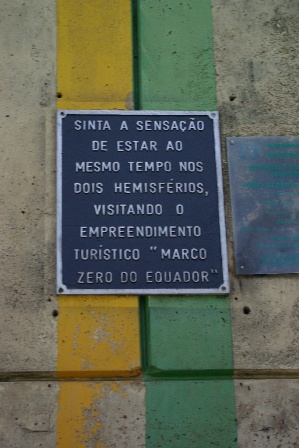 SINTA A SENSAÇÃO
DE ESTAR AO
MESMO TEMPO NOS
DOIS HEMISFÉRIOS,
VISITANDO O
EMPREENDIMENTO
TURÍSTICO "MARCO
ZERO DO EQUADOR"